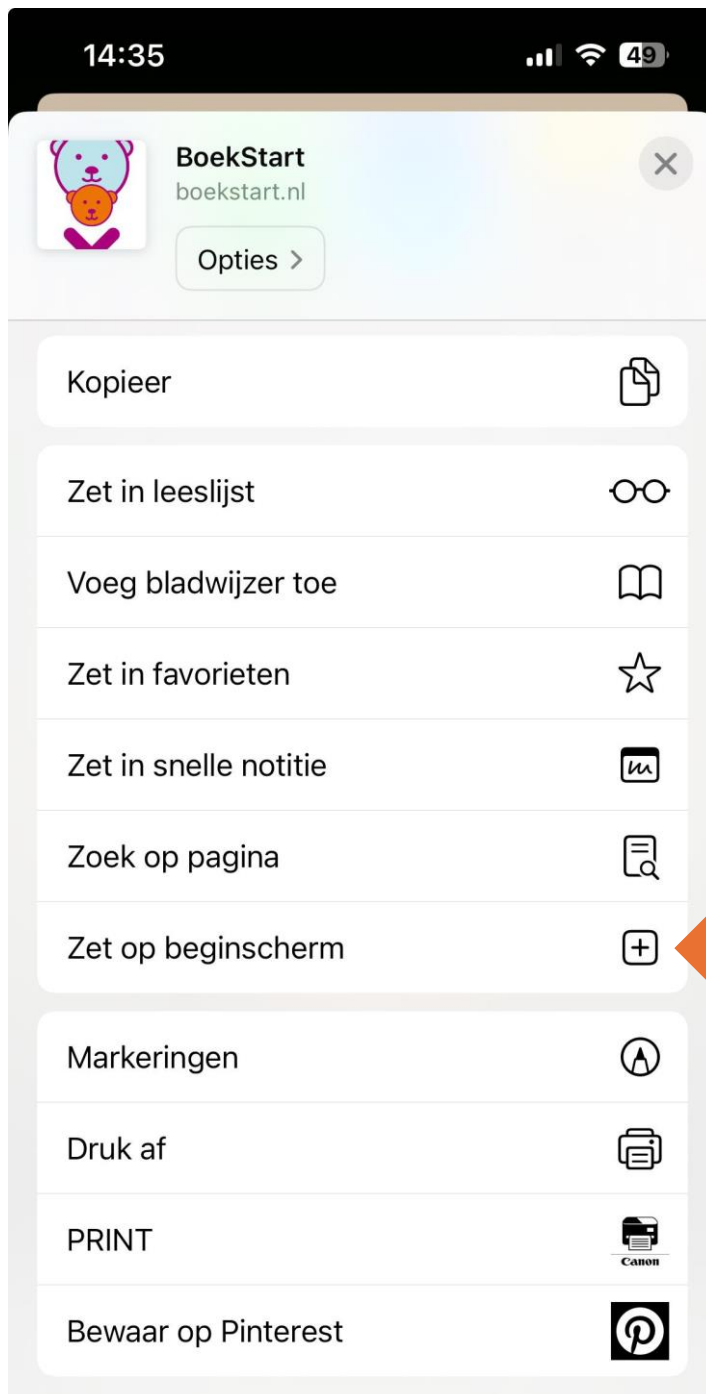 14:35
49
BoekStart
boekstart.nl
Opties
Kopieer
Zet in leeslijst
Voeg bladwijzer toe
Zet in favorieten
Zet in snelle notitie
Zoek op pagina
Zet op beginscherm
Markeringen
Druk af
PRINT
Canon
Bewaar op Pinterest